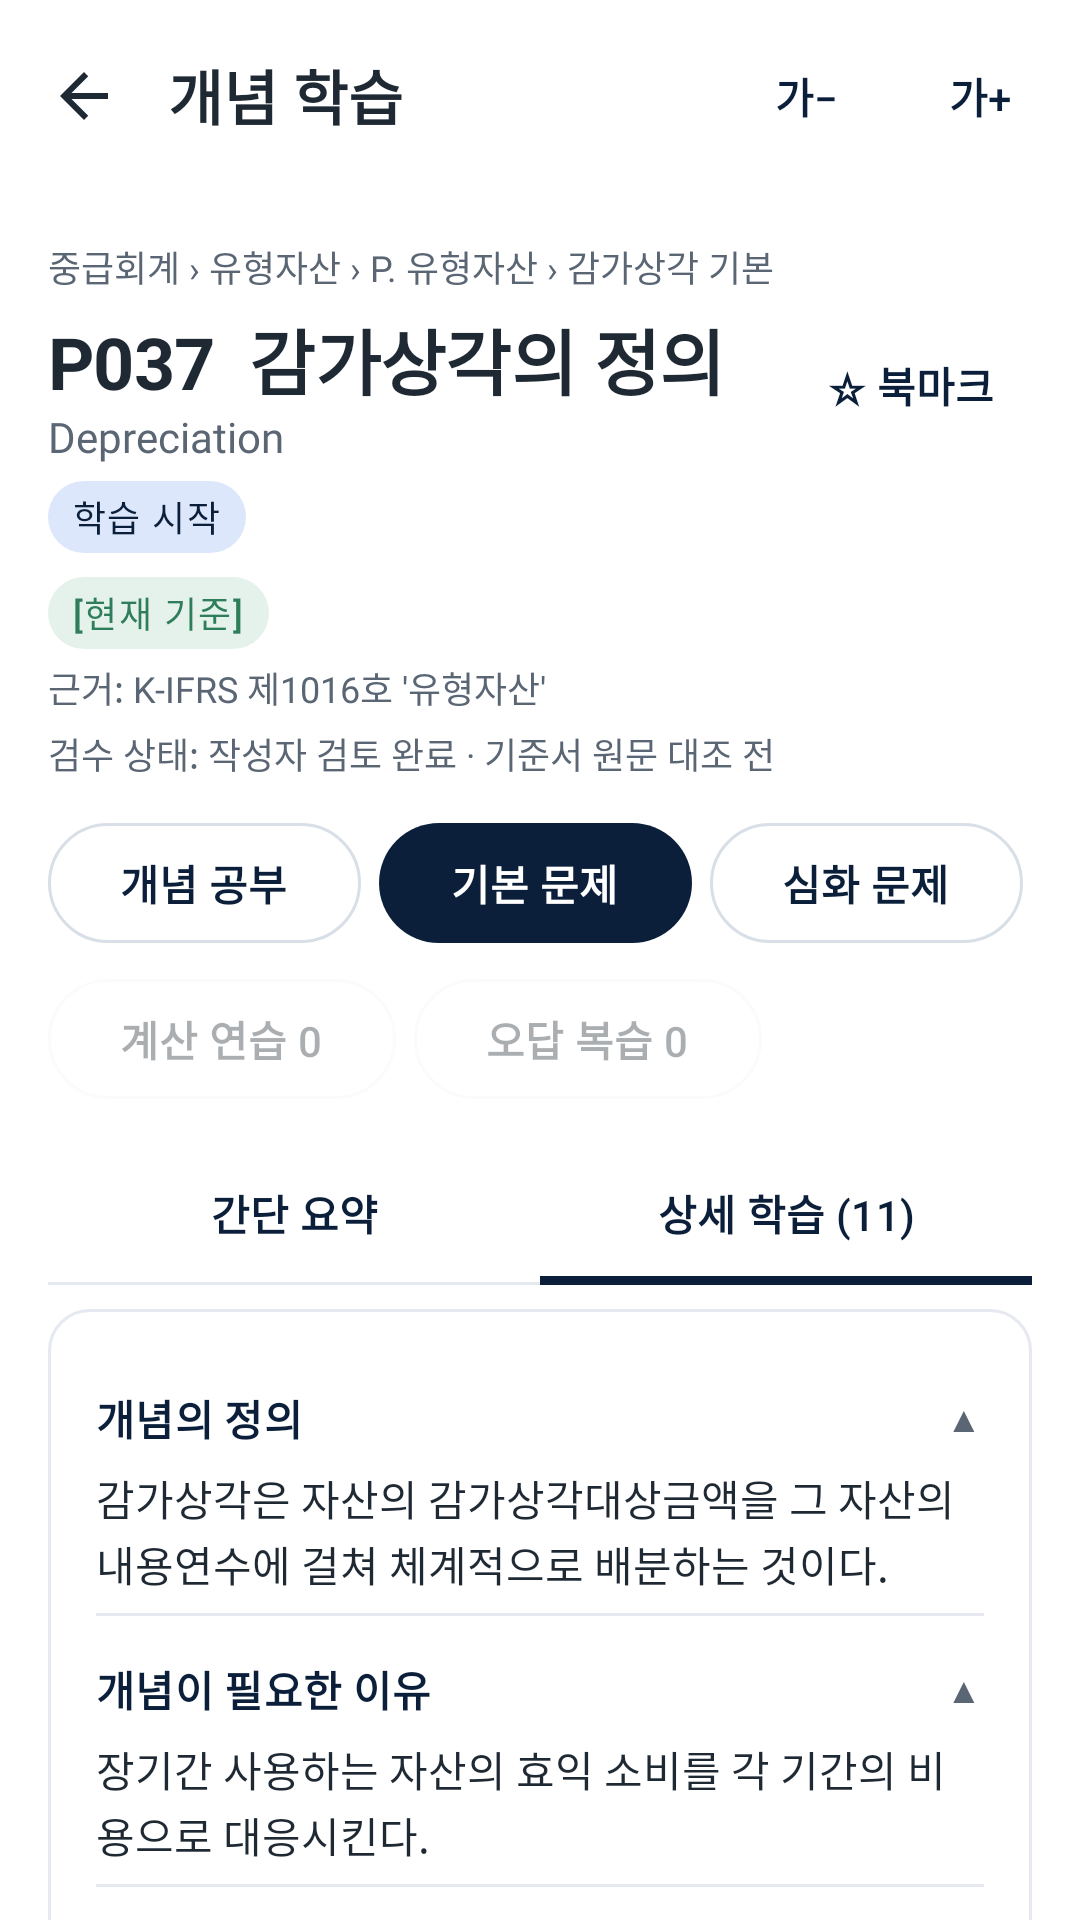 개념 학습
가−
가+
중급회계 › 유형자산 › P. 유형자산 › 감가상각 기본
P037 감가상각의 정의
☆ 북마크
Depreciation
학습 시작
[현재 기준]
근거: K-IFRS 제1016호 '유형자산'
검수 상태: 작성자 검토 완료 · 기준서 원문 대조 전
개념 공부
기본 문제
심화 문제
계산 연습 0
오답 복습 0
간단 요약
상세 학습 (11)
개념의 정의
▲
감가상각은 자산의 감가상각대상금액을 그 자산의
내용연수에 걸쳐 체계적으로 배분하는 것이다.
개념이 필요한 이유
▲
장기간 사용하는 자산의 효익 소비를 각 기간의 비
용으로 대응시킨다.